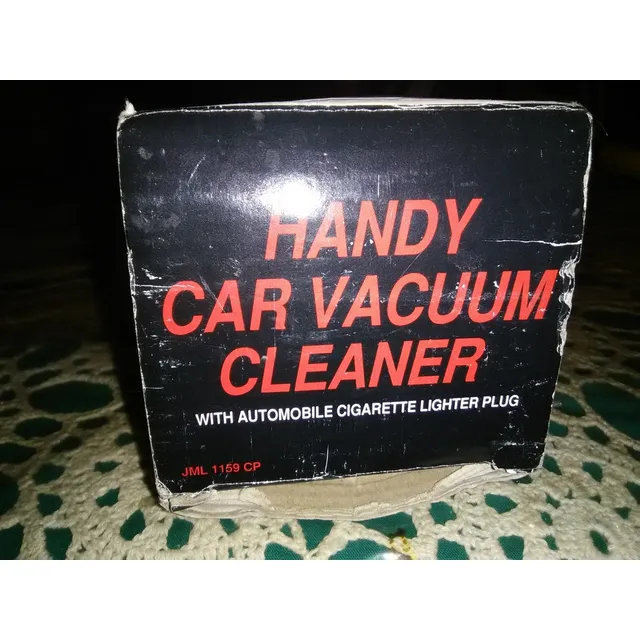 HANDY
CAR VACUUM
CLEANER
WITH AUTOMOBILE CIGARETTE LIGHTER PLUG
JML 1159 CP